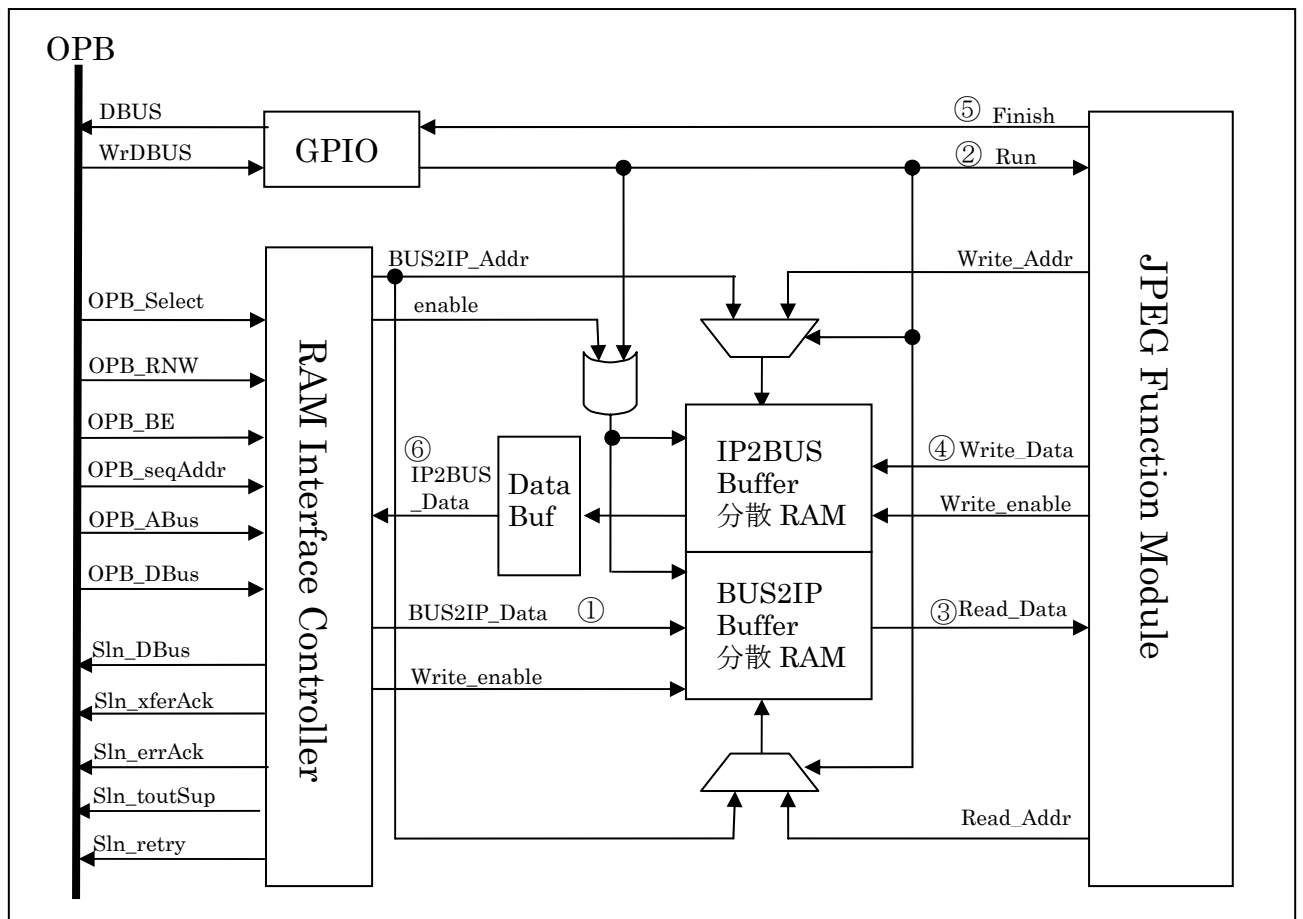 OPB
DBUS
WrDBUS
GPIO
⑤ Finish
② Run
BUS2IP_Addr
enable
Write_Addr
OPB_Select
OPB_RNW
OPB_BE
OPB_seqAddr
OPB_ABus
OPB_DBus
Sln_DBus
Sln_xferAck
Sln_errAck
Sln_toutSup
Sln_retry
RAM Interface Controller
⑥
IP2BUS
_Data
Data
Buf
IP2BUS
Buffer
分散 RAM
④ Write_Data
Write_enable
BUS2IP_Data ①
Write_enable
BUS2IP
Buffer
分散 RAM
③ Read_Data
Read_Addr
JPEG Function Module